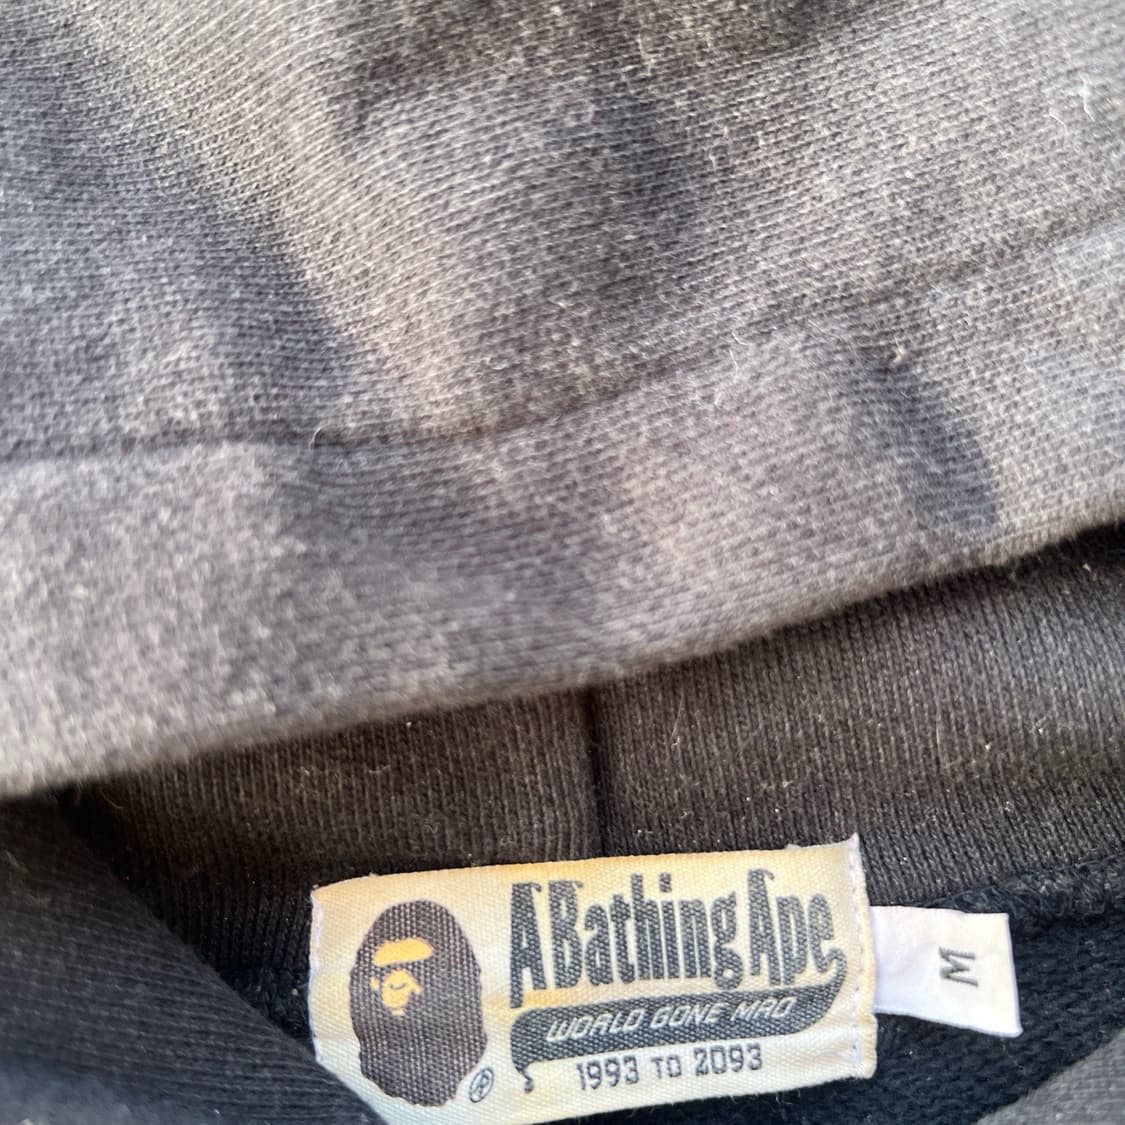 A Bathing Ape
WORLD GONE MAD
1993 TO 2093
®
M